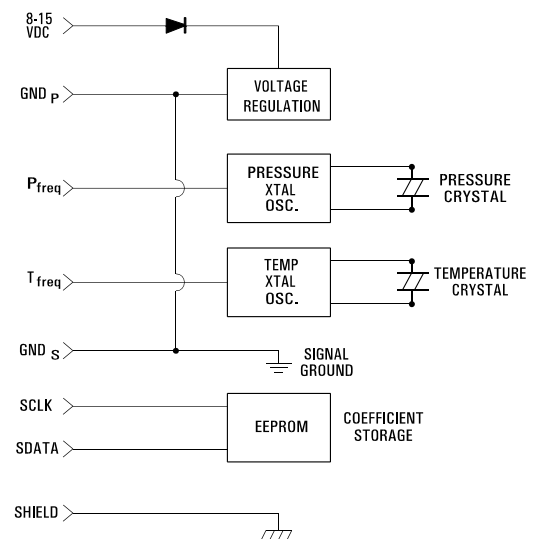 8-15
VDC
GND P
VOLTAGE
REGULATION
Pfreq
PRESSURE
XTAL
OSC.
PRESSURE
CRYSTAL
Tfreq
TEMP
XTAL
OSC.
TEMPERATURE
CRYSTAL
GND S
SIGNAL
GROUND
SCLK
EEPROM
COEFFICIENT
STORAGE
SDATA
SHIELD